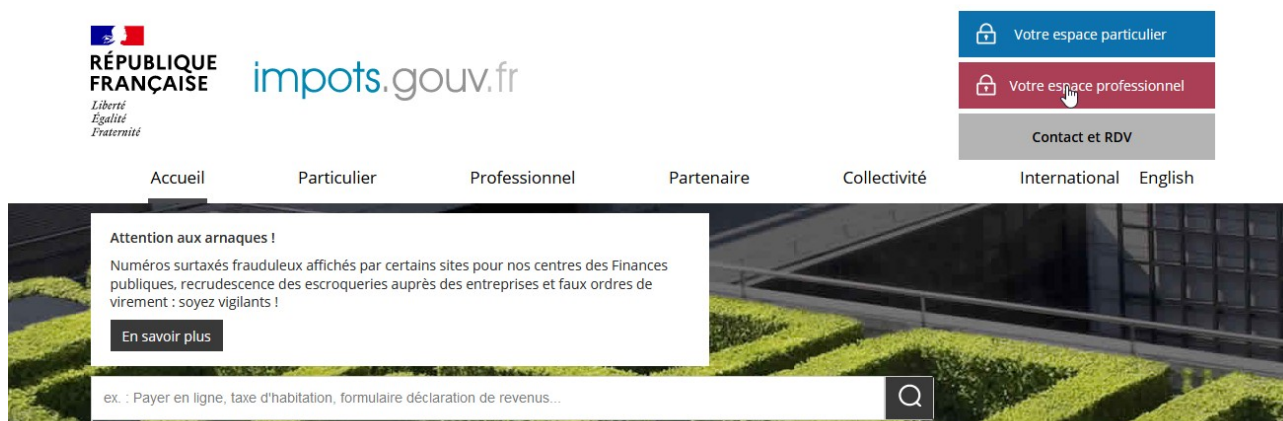 RÉPUBLIQUE
FRANÇAISE
Liberté
Égalité
Fraternité
impots.gouv.fr
Votre espace particulier
Votre espace professionnel
Contact et RDV
Accueil Particulier Professionnel Partenaire Collectivité International English
Attention aux arnaques !
Numéros surtaxés frauduleux affichés par certains sites pour nos centres des Finances
publiques, recrudescence des escroqueries auprès des entreprises et faux ordres de
virement : soyez vigilants !
En savoir plus
ex. : Payer en ligne, taxe d'habitation, formulaire déclaration de revenus...